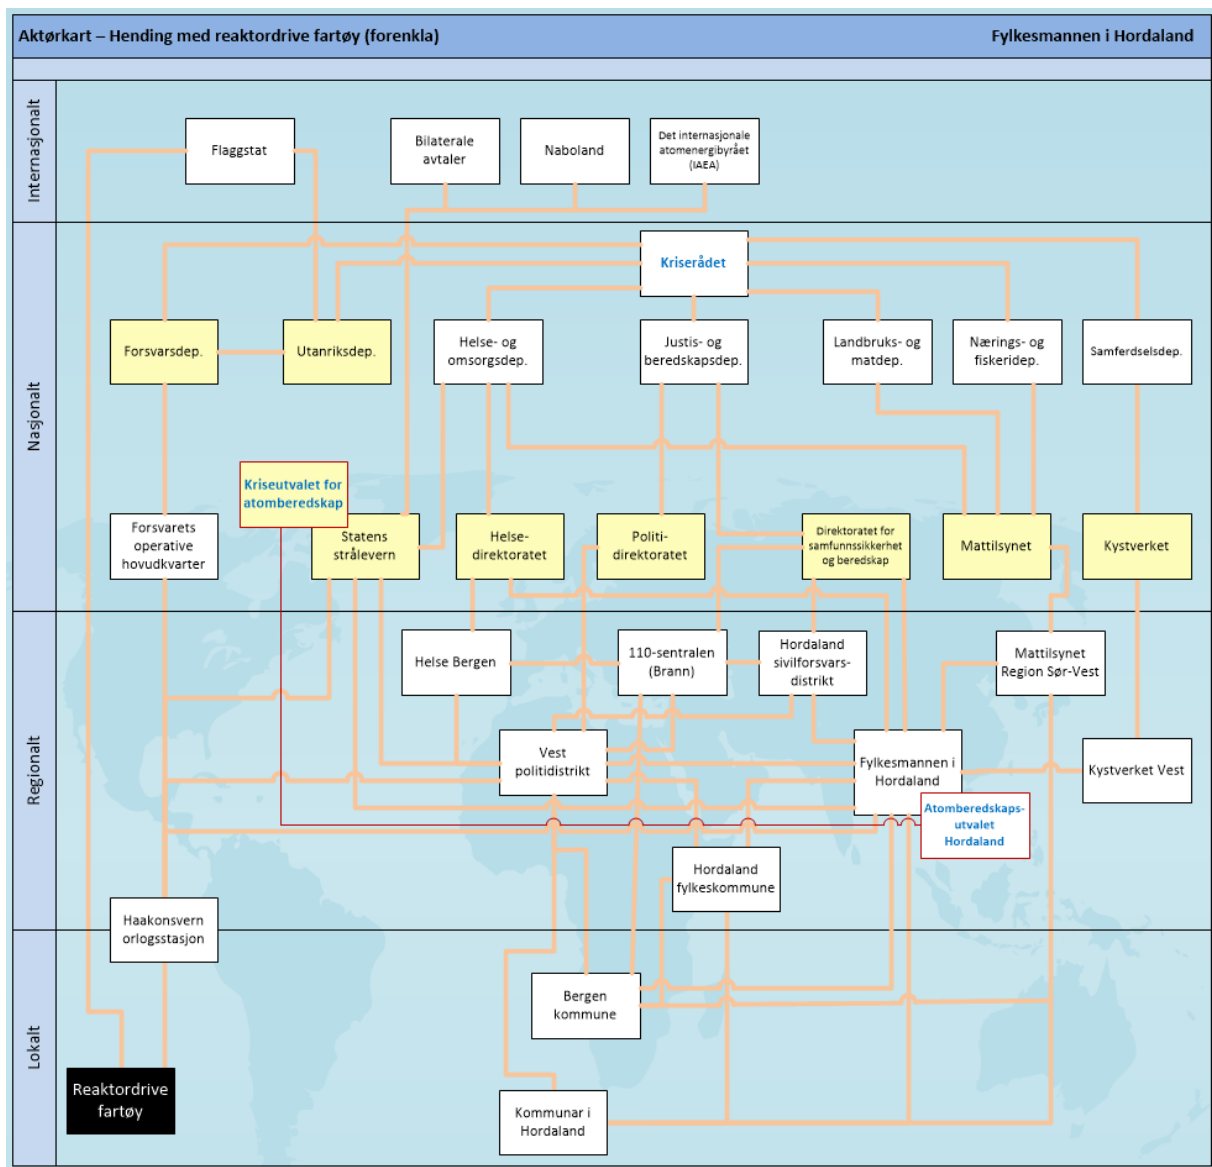 Aktørkart – Hending med reaktordrive fartøy (forenkla)
Fylkesmannen i Hordaland
Internasjonalt
Flaggstat
Bilaterale
avtaler
Naboland
Det internasjonale
atomenergibyrået
(IAEA)
Nasjonalt
Kriserådet
Forsvarsdep.
Utanriksdep.
Helse- og
omsorgsdep.
Justis- og
beredskapsdep.
Landbruks- og
matdep.
Nærings- og
fiskeridep.
Samferdselsdep.
Kriseutvalet for
atomberedskap
Forsvarets
operative
hovudkvarter
Statens
strålevern
Helse-
direktoratet
Politi-
direktoratet
Direktoratet for
samfunnssikkerhet
og beredskap
Mattilsynet
Kystverket
Regionalt
Helse Bergen
110-sentralen
(Brann)
Hordaland
sivilforsvars-
distrikt
Mattilsynet
Region Sør-Vest
Vest
politidistrikt
Fylkesmannen i
Hordaland
Kystverket Vest
Atomberedskaps-
utvalet
Hordaland
Hordaland
fylkeskommune
Haakonsvern
orlogsstasjon
Lokalt
Bergen
kommune
Reaktordrive
fartøy
Kommunar i
Hordaland